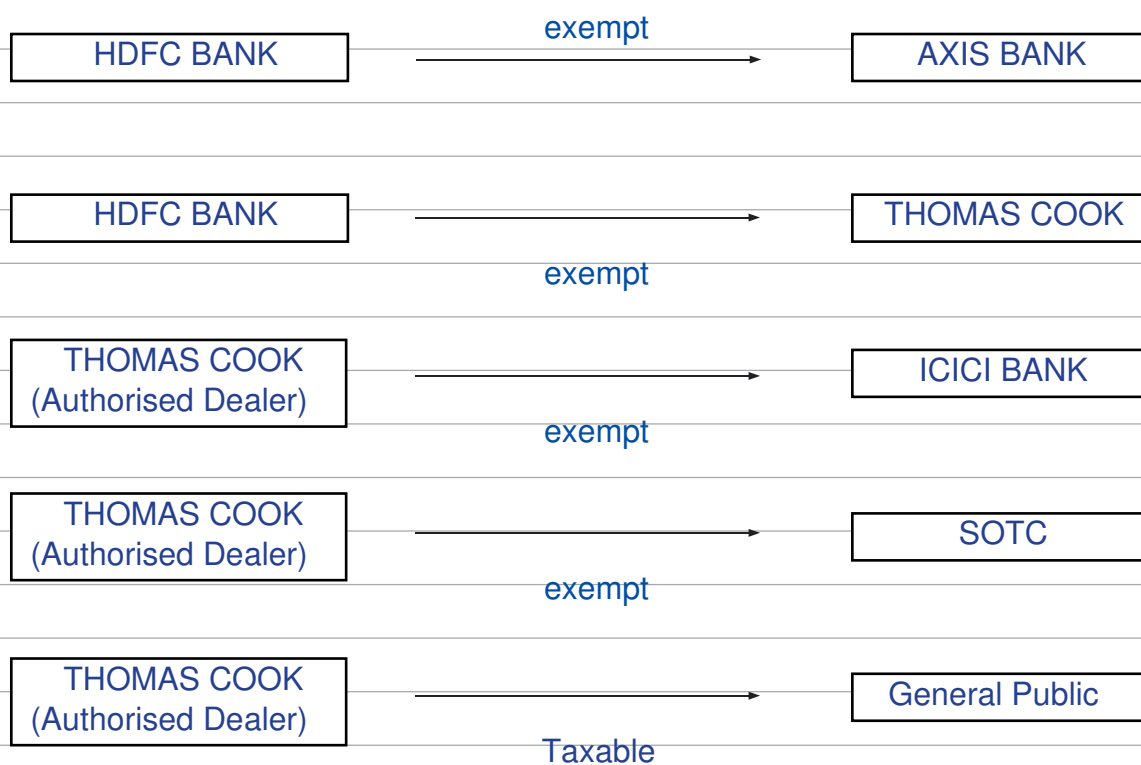 exempt
HDFC BANK
AXIS BANK
HDFC BANK
THOMAS COOK
exempt
THOMAS COOK
(Authorised Dealer)
ICICI BANK
exempt
THOMAS COOK
(Authorised Dealer)
SOTC
exempt
THOMAS COOK
(Authorised Dealer)
General Public
Taxable